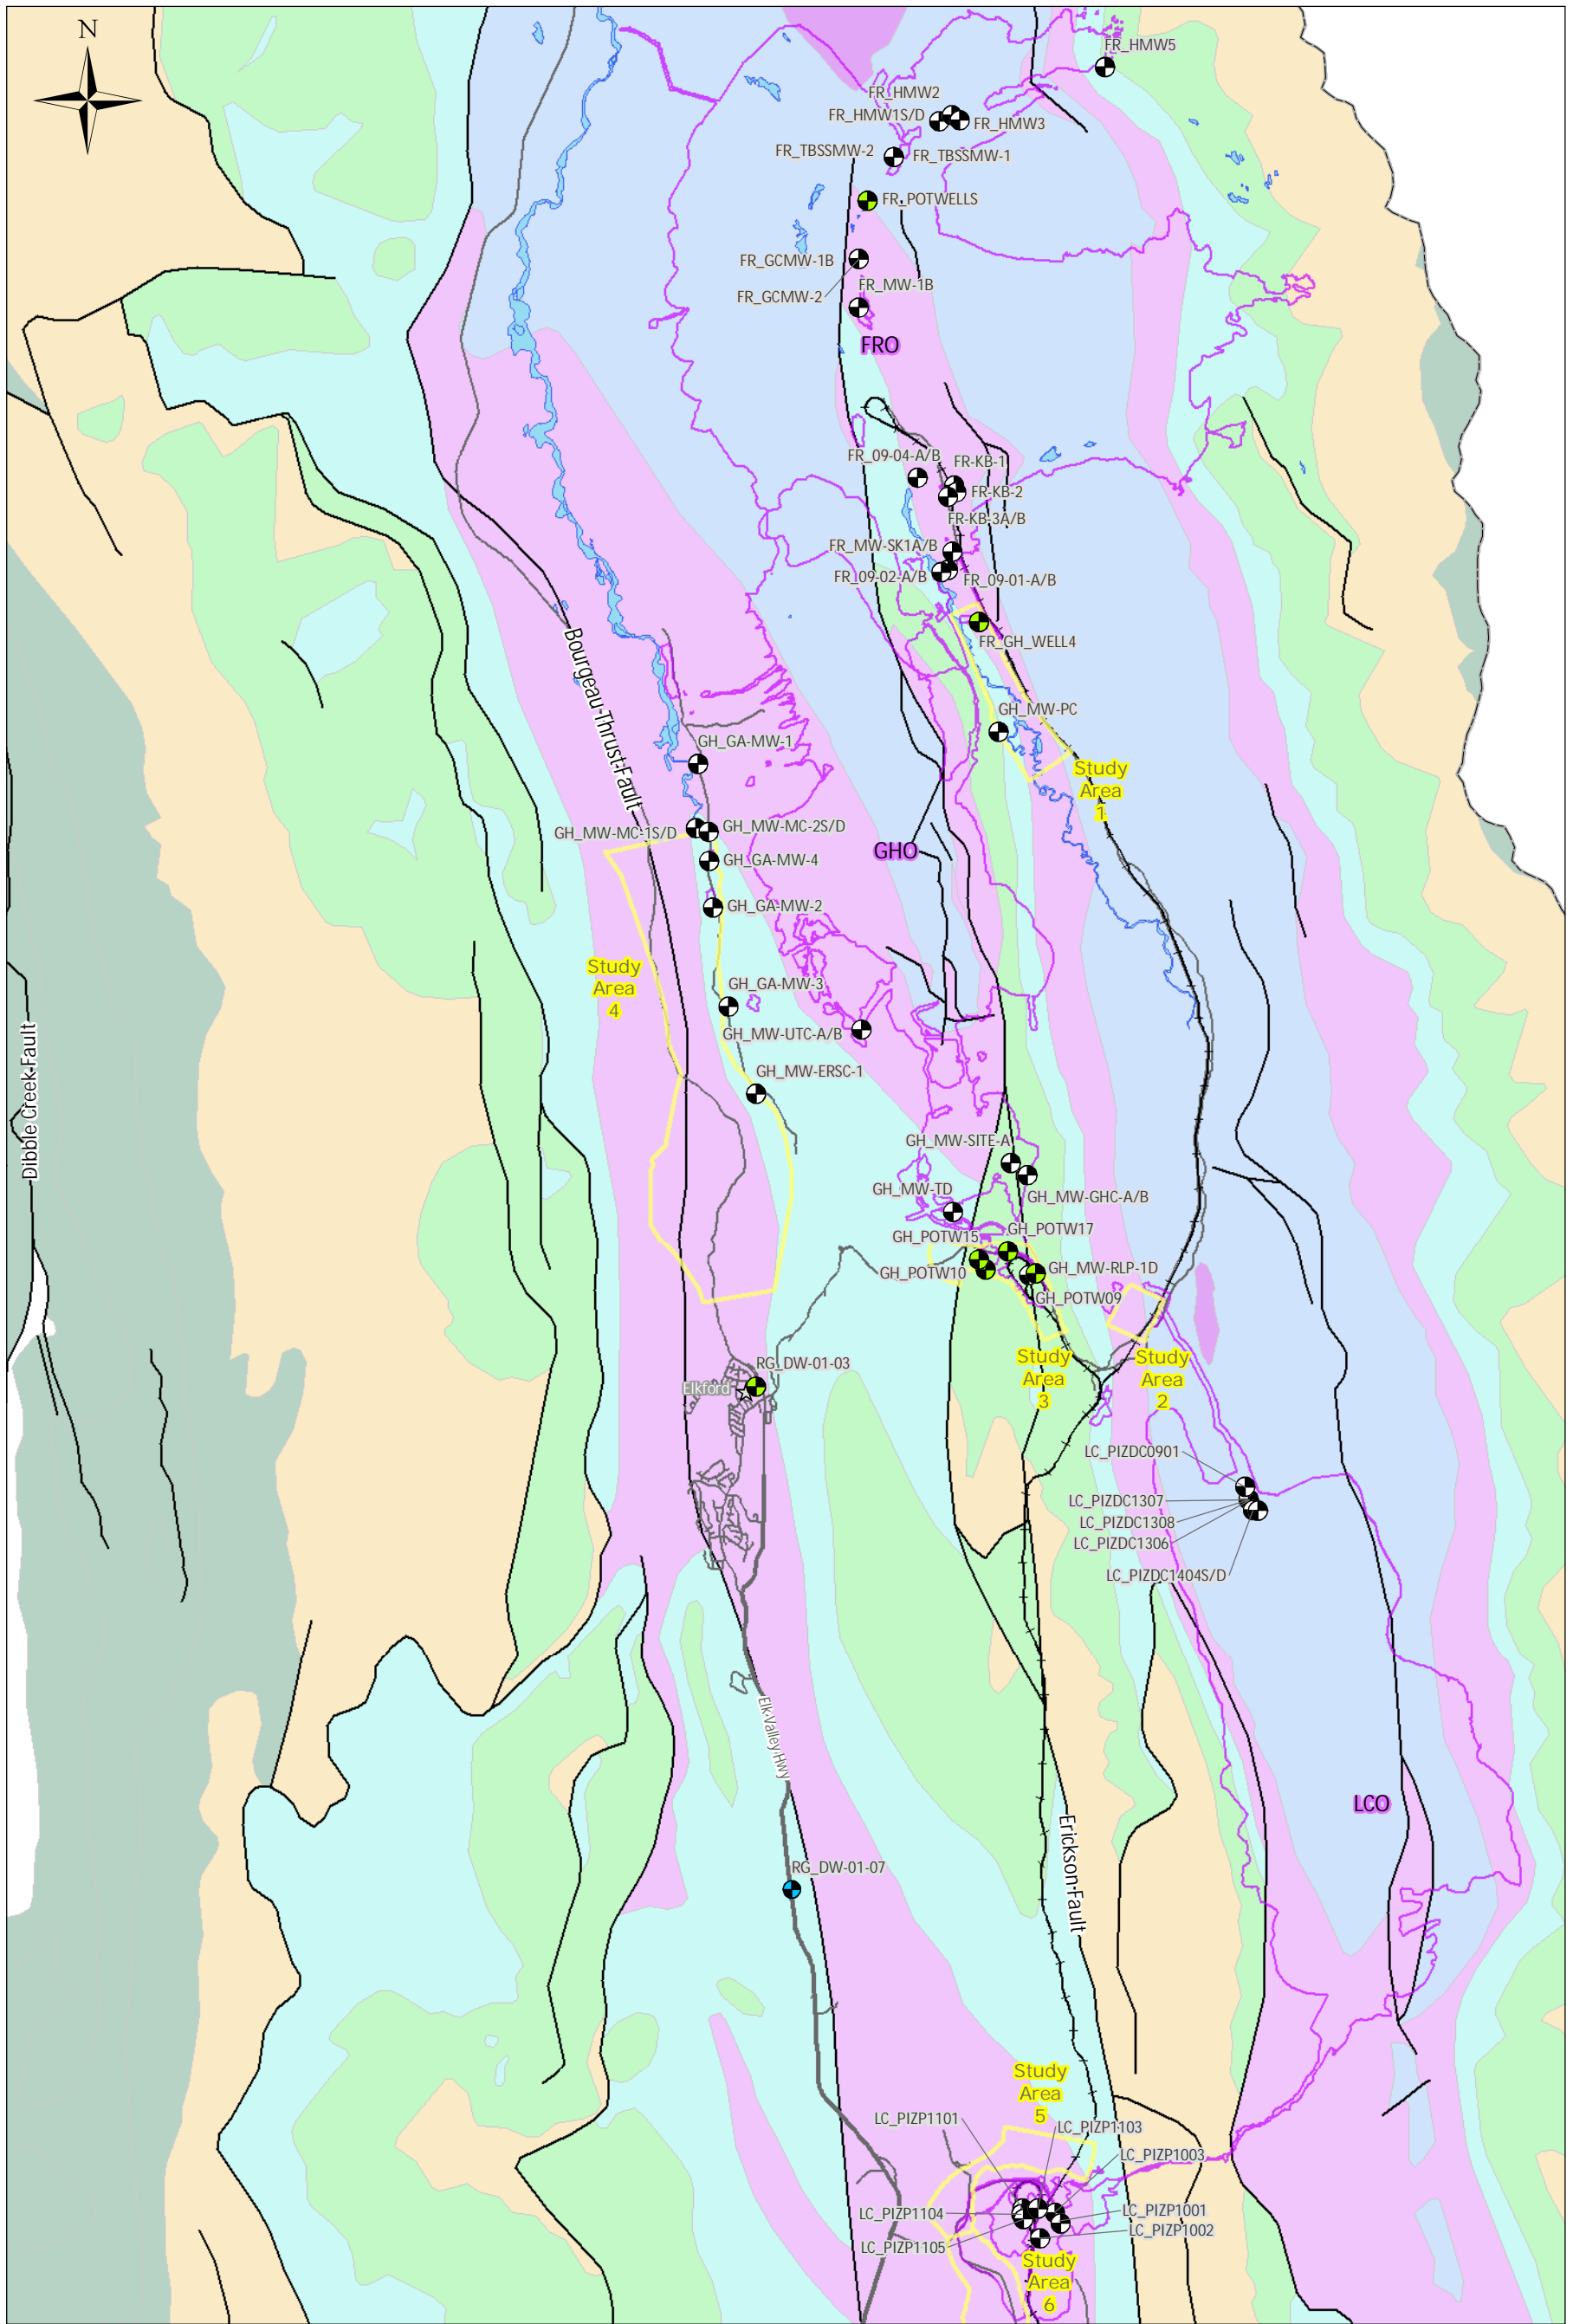 N
FR_HMW5
FR_HMW2
FR_HMW1S/D
FR_HMW3
FR_TBSSMW-2
FR_TBSSMW-1
FR_POTWELLS
FR_GCMW-1B
FR_GCMW-2
FR_MW-1B
FRO
FR_09-04-A/B
FR-KB-1
FR-KB-2
FR-KB-3A/B
FR_MW-SK1A/B
FR_09-02-A/B
FR_09-01-A/B
FR_GH_WELL4
Bourgeau-Thrust-Fault
GH_MW-PC
GH_GA-MW-1
Study
Area
1
GH_MW-MC-1S/D
GH_MW-MC-2S/D
GH_GA-MW-4
GHO
GH_GA-MW-2
Study
Area
4
GH_GA-MW-3
GH_MW-UTC-A/B
Dibble Creek-Fault
GH_MW-ERSC-1
GH_MW-SITE-A
GH_MW-TD
GH_MW-GHC-A/B
GH_POTW15
GH_POTW17
GH_POTW10
GH_MW-RLP-1D
GH_POTW09
Study
Area
3
Study
Area
2
RG_DW-01-03
Elkford
LC_PIZDC0901
LC_PIZDC1307
LC_PIZDC1308
LC_PIZDC1306
LC_PIZDC1404S/D
Elk-Valley-Hwy
LCO
Erickson-Fault
RG_DW-01-07
Study
Area
5
LC_PIZP1101
LC_PIZP1103
LC_PIZP1003
LC_PIZP1104
LC_PIZP1001
LC_PIZP1002
LC_PIZP1105
Study
Area
6